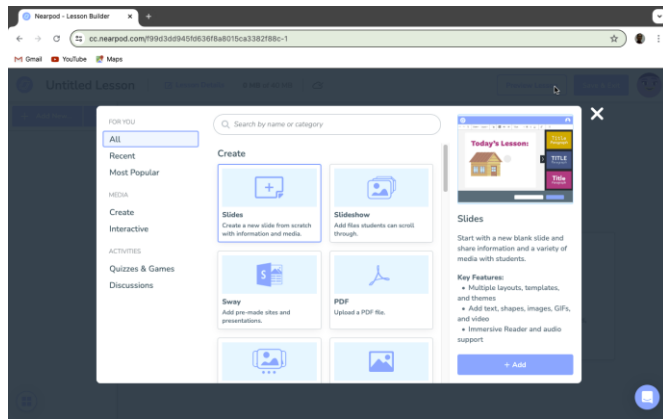 Nearpod - Lesson Builder
cc.nearpod.com/f99d3dd945fd636f8a8015ca3382f88c-1
Gmail YouTube Maps
Untitled Lesson
FOR YOU
All
Recent
Most Popular
MEDIA
Create
Interactive
ACTIVITIES
Quizzes & Games
Discussions
Search by name or category
Create
Slides
Create a new slide from scratch
with information and media.
Slideshow
Add files students can scroll
through.
Sway
Add pre-made sites and
presentations.
PDF
Upload a PDF file.
Today's Lesson:
Title
TITLE
Title
Slides
Start with a new blank slide and
share information and a variety of
media with students.
Key Features:
• Multiple layouts, templates,
and themes
• Add text, shapes, images, GIFs,
and video
• Immersive Reader and audio
support
+ Add